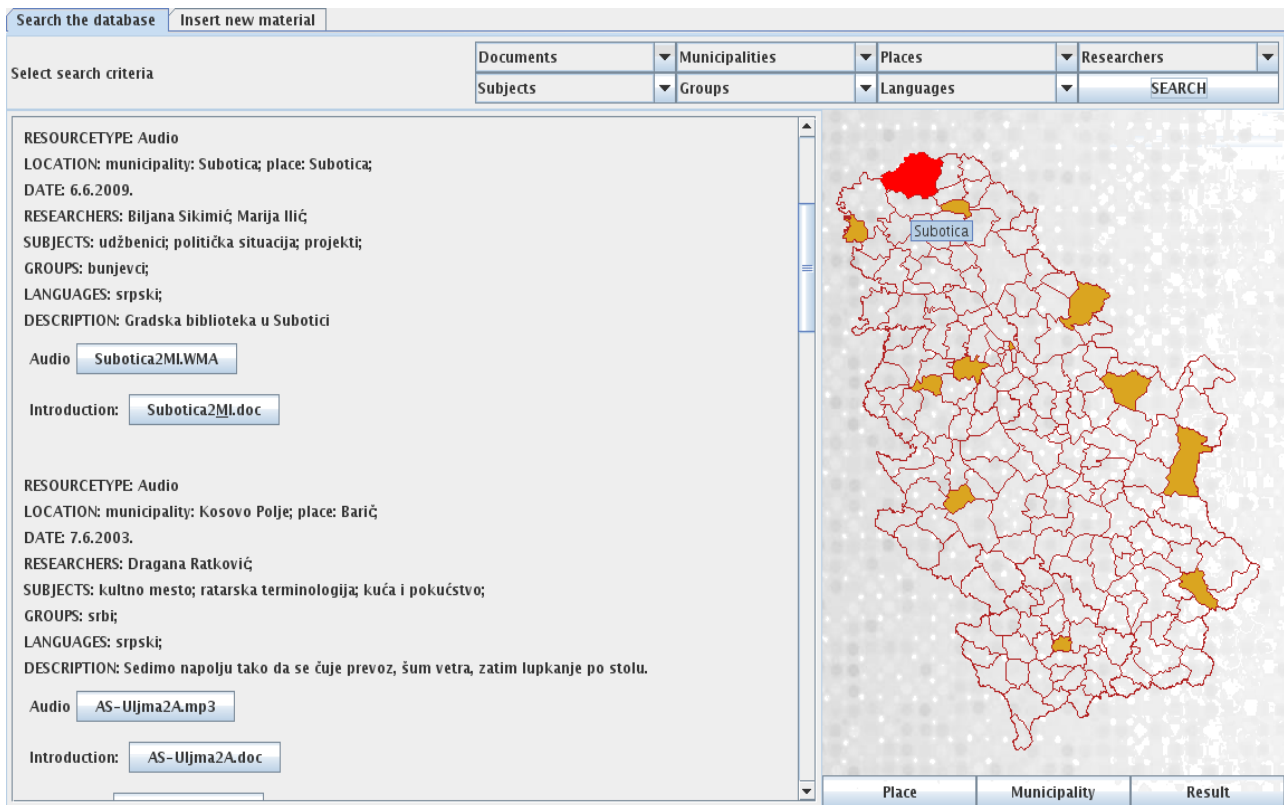 Search the database Insert new material
Select search criteria
Documents Municipalities Places Researchers
Subjects Groups Languages SEARCH
RESOURCETYPE: Audio
LOCATION: municipality: Subotica; place: Subotica;
DATE: 6.6.2009.
RESEARCHERS: Biljana Sikimić; Marija Ilić;
SUBJECTS: udžbenici; politička situacija; projekti;
GROUPS: bunjevci;
LANGUAGES: srpski;
DESCRIPTION: Gradska biblioteka u Subotici
Audio Subotica2MI.WMA
Introduction: Subotica2MI.doc
RESOURCETYPE: Audio
LOCATION: municipality: Kosovo Polje; place: Barič;
DATE: 7.6.2003.
RESEARCHERS: Dragana Ratković;
SUBJECTS: kultno mesto; ratarska terminologija; kuća i pokućstvo;
GROUPS: srbi;
LANGUAGES: srpski;
DESCRIPTION: Sedimo napolju tako da se čuje prevoz, šum vetra, zatim lupkanje po stolu.
Audio AS-Uljma2A.mp3
Introduction: AS-Uljma2A.doc
Subotica
Place Municipality Result